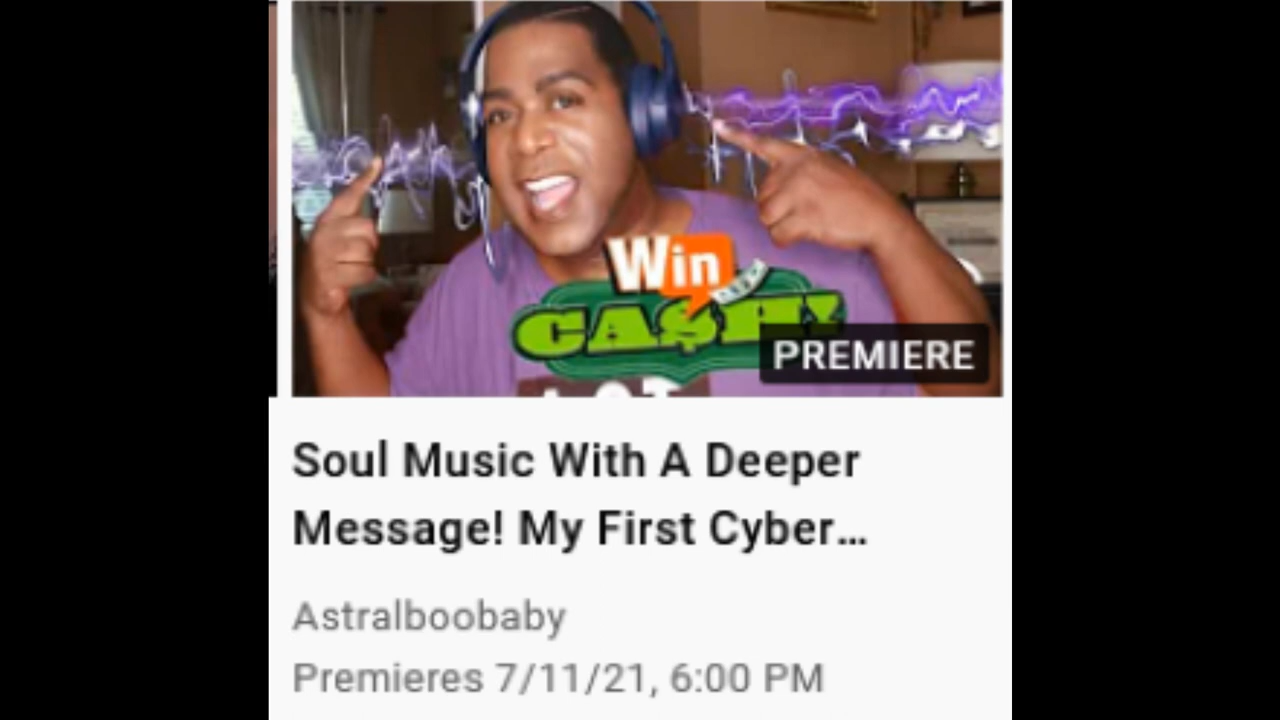 Win
CA$H!
PREMIERE
Soul Music With A Deeper
Message! My First Cyber...
Astralboobaby
Premieres 7/11/21, 6:00 PM